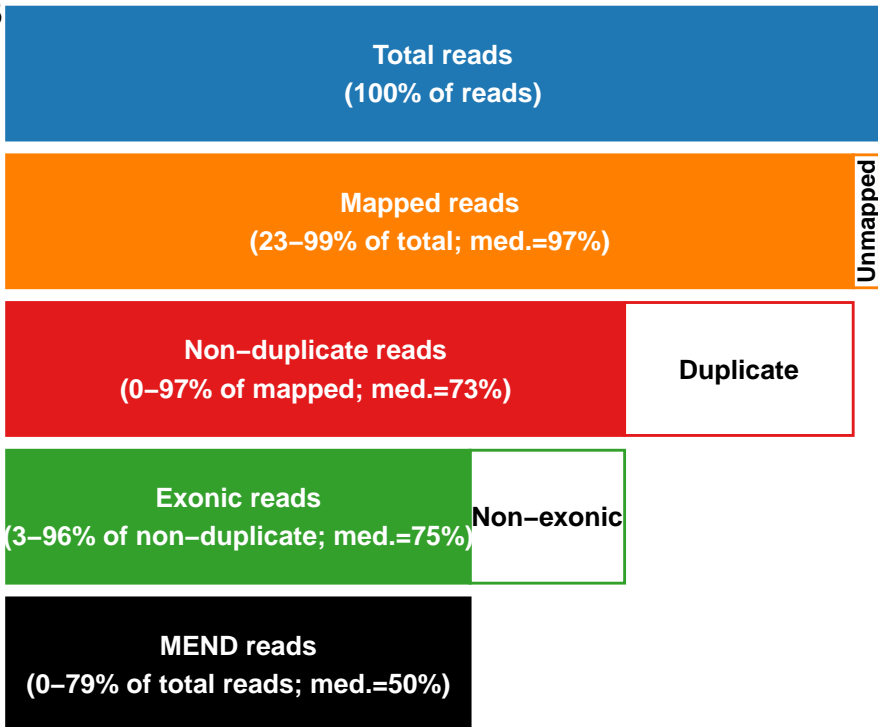 Total reads
(100% of reads)
Mapped reads
(23–99% of total; med.=97%)
Unmapped
Non–duplicate reads
(0–97% of mapped; med.=73%)
Duplicate
Exonic reads
(3–96% of non–duplicate; med.=75%)
Non–exonic
MEND reads
(0–79% of total reads; med.=50%)